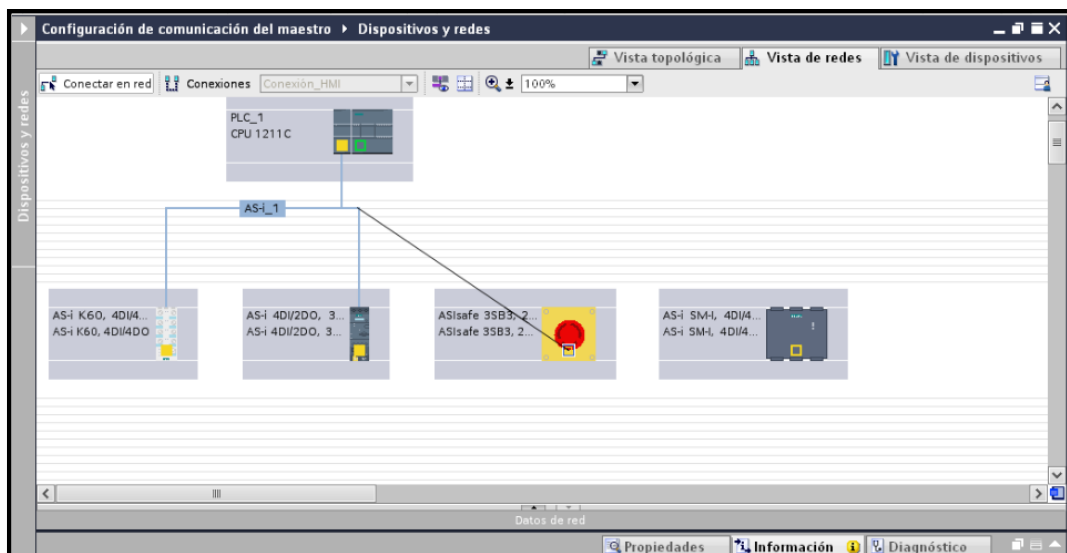 Configuración de comunicación del maestro ▸ Dispositivos y redes
Vista topológica
Vista de redes
Vista de dispositivos
Conectar en red
Conexiones
Conexión_HMI
100%
Dispositivos y redes
PLC_1
CPU 1211C
AS-i_1
AS-i K60, 4DI/4...
AS-i K60, 4DI/4DO
AS-i 4DI/2DO, 3...
AS-i 4DI/2DO, 3...
ASIsafe 3SB3, 2...
ASIsafe 3SB3, 2...
AS-i SM-I, 4DI/4...
AS-i SM-I, 4DI/4...
Datos de red
Propiedades
Información
Diagnóstico